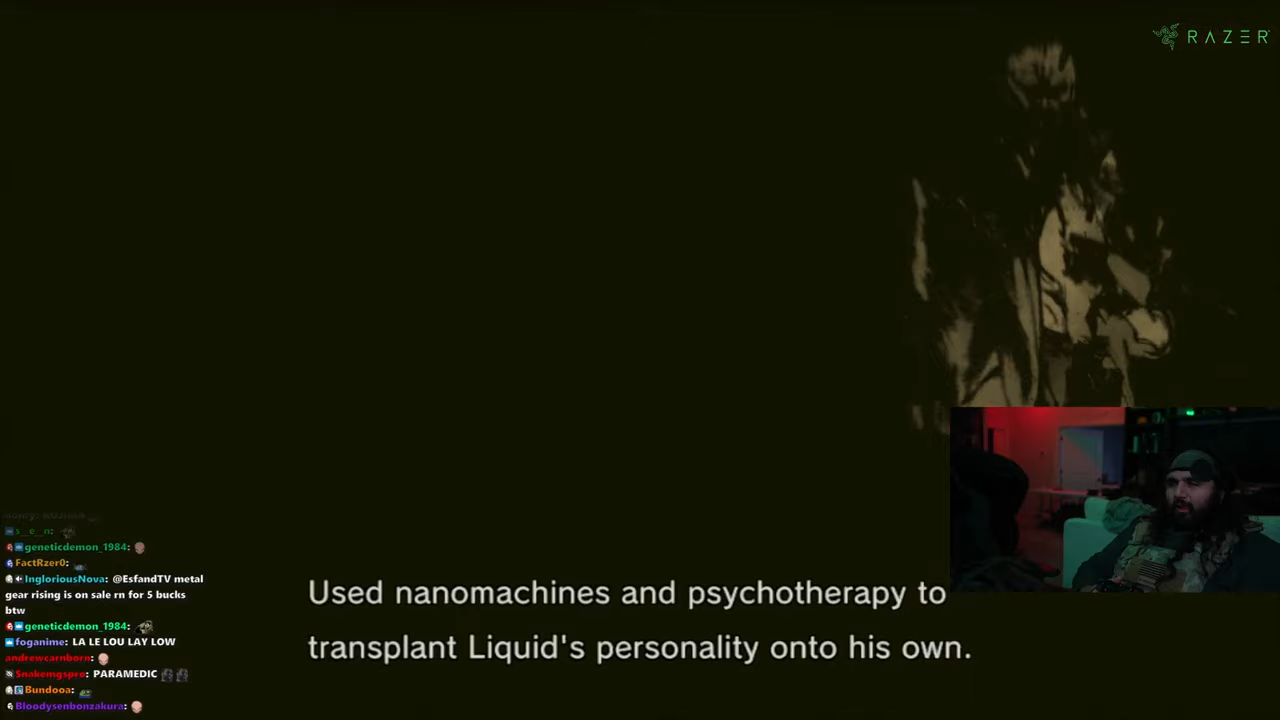 RAZER
s__e__n:
geneticdemon_1984:
FactRzer0:
IngloriousNova: @EsfandTV metal
gear rising is on sale rn for 5 bucks
btw
geneticdemon_1984:
foganime: LA LE LOU LAY LOW
andrewcarnborn:
Snakemgspro: PARAMEDIC
Bundooa:
Bloodysenbonzakura:
Used nanomachines and psychotherapy to
transplant Liquid's personality onto his own.